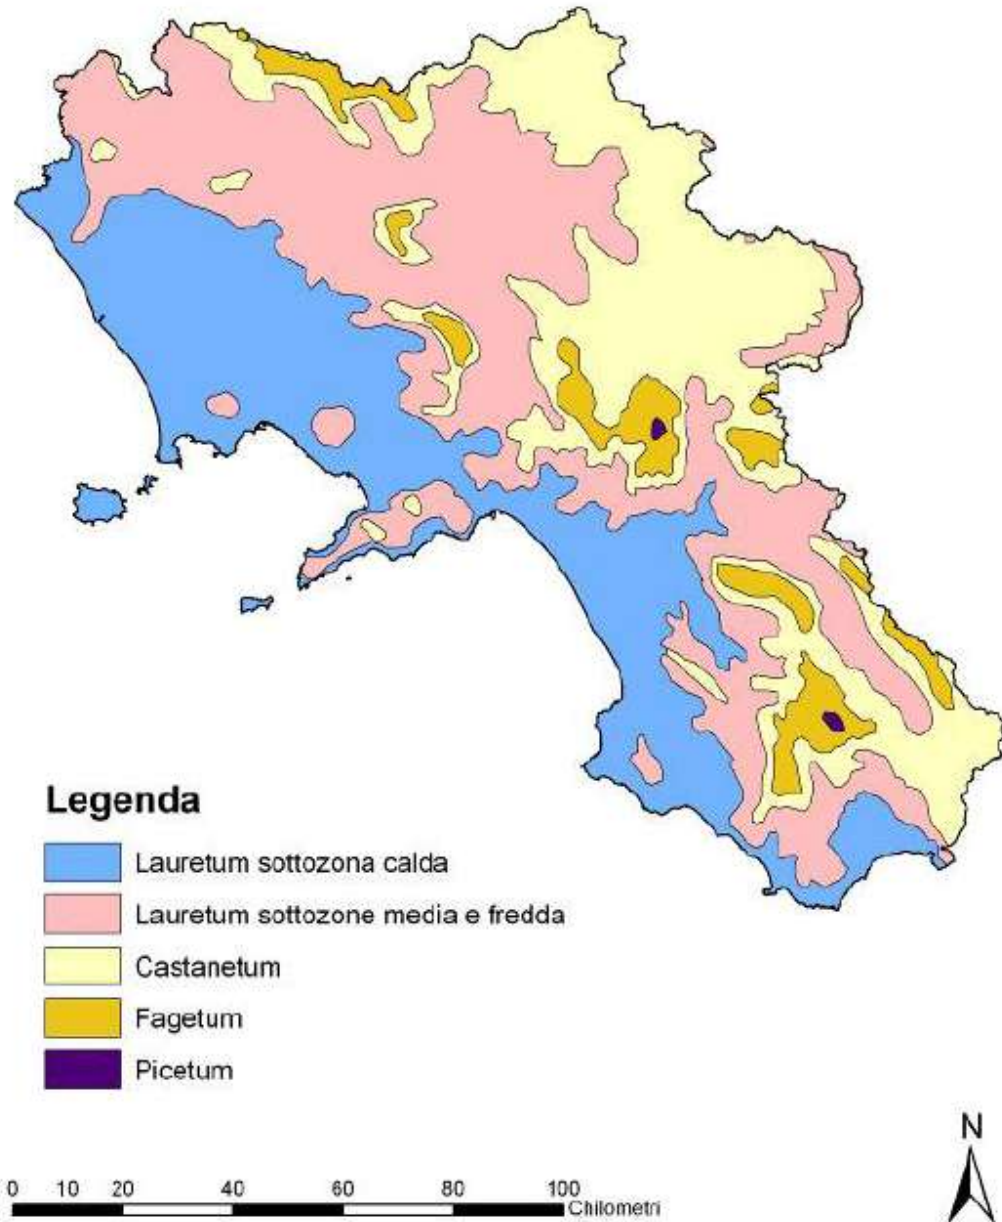 Legenda
Lauretum sottozona calda
Lauretum sottozone media e fredda
Castanetum
Fagetum
Picetum
N
0 10 20 40 60 80 100
Chilometri